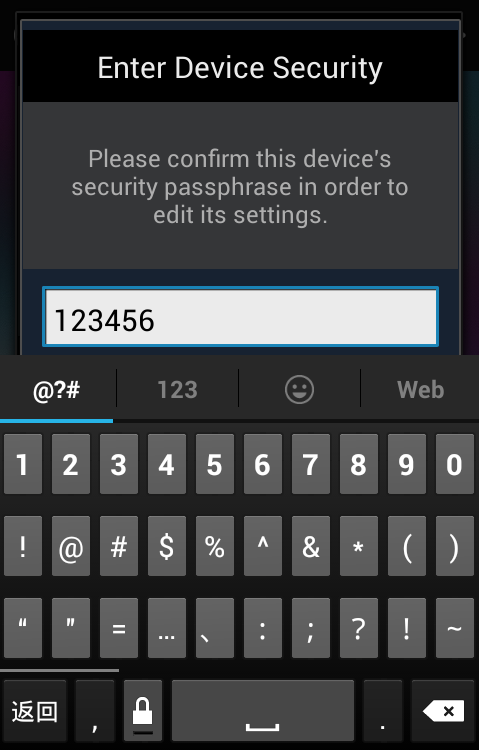 Enter Device Security
Please confirm this device's
security passphrase in order to
edit its settings.
123456
@?# 123 Web
1 2 3 4 5 6 7 8 9 0
! @ # $ % ^ & * ( )
“ ” = … 、 : ; ? ! ~
返回 , .